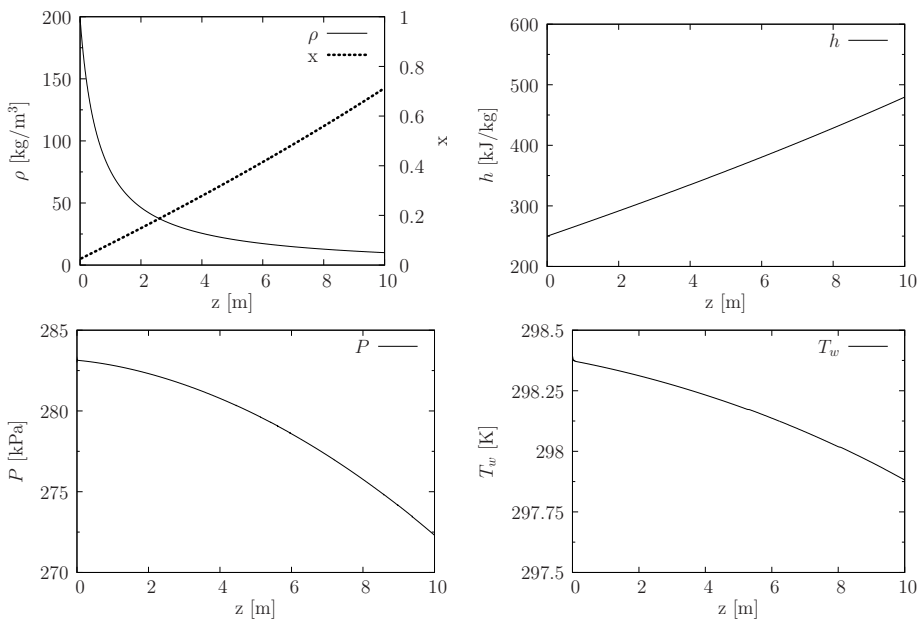 200
150
100
50
0
ρ [kg/m³]
0 2 4 6 8 10
z [m]
1
0.8
0.6
0.4
0.2
0
x
ρ
x
600
500
400
300
200
h [kJ/kg]
0 2 4 6 8 10
z [m]
h
285
280
275
270
P [kPa]
0 2 4 6 8 10
z [m]
P
298.5
298.25
298
297.75
297.5
T_w [K]
0 2 4 6 8 10
z [m]
T_w